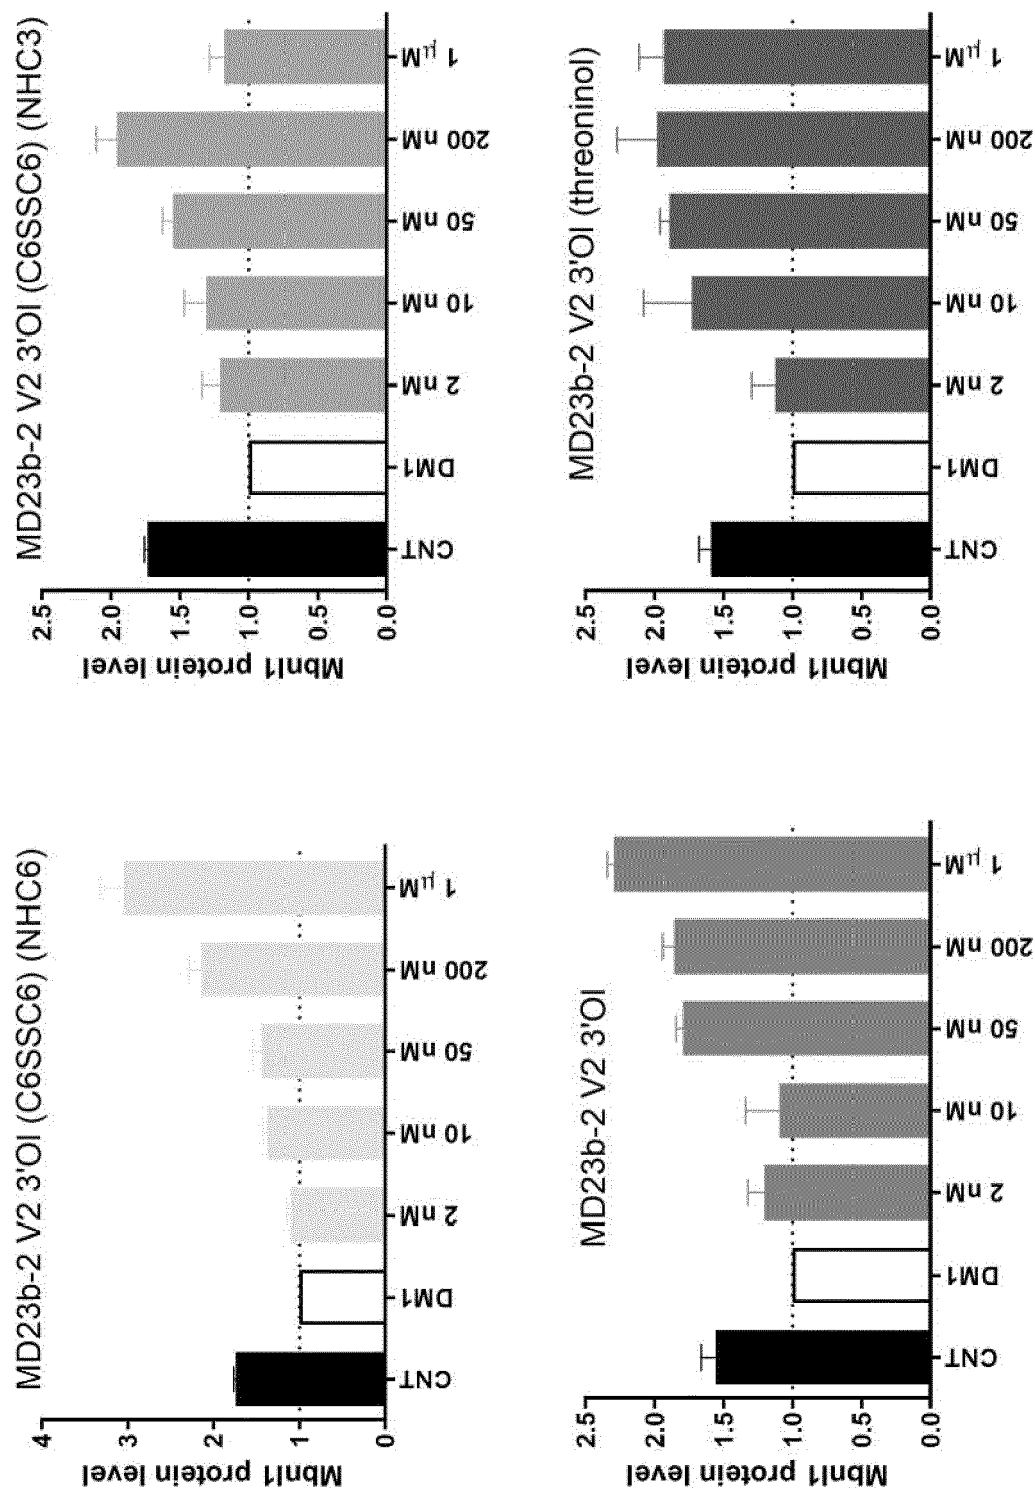 MD23b-2 V2 3'Ol (C6SSC6) (NHC6)
Mbnl1 protein level
4
3
2
1
0
CNT
DM1
2 nM
10 nM
50 nM
200 nM
1 µM
MD23b-2 V2 3'Ol (C6SSC6) (NHC3)
Mbnl1 protein level
2.5
2.0
1.5
1.0
0.5
0.0
CNT
DM1
2 nM
10 nM
50 nM
200 nM
1 µM
MD23b-2 V2 3'Ol
Mbnl1 protein level
2.5
2.0
1.5
1.0
0.5
0.0
CNT
DM1
2 nM
10 nM
50 nM
200 nM
1 µM
MD23b-2 V2 3'Ol (threoninol)
Mbnl1 protein level
2.5
2.0
1.5
1.0
0.5
0.0
CNT
DM1
2 nM
10 nM
50 nM
200 nM
1 µM